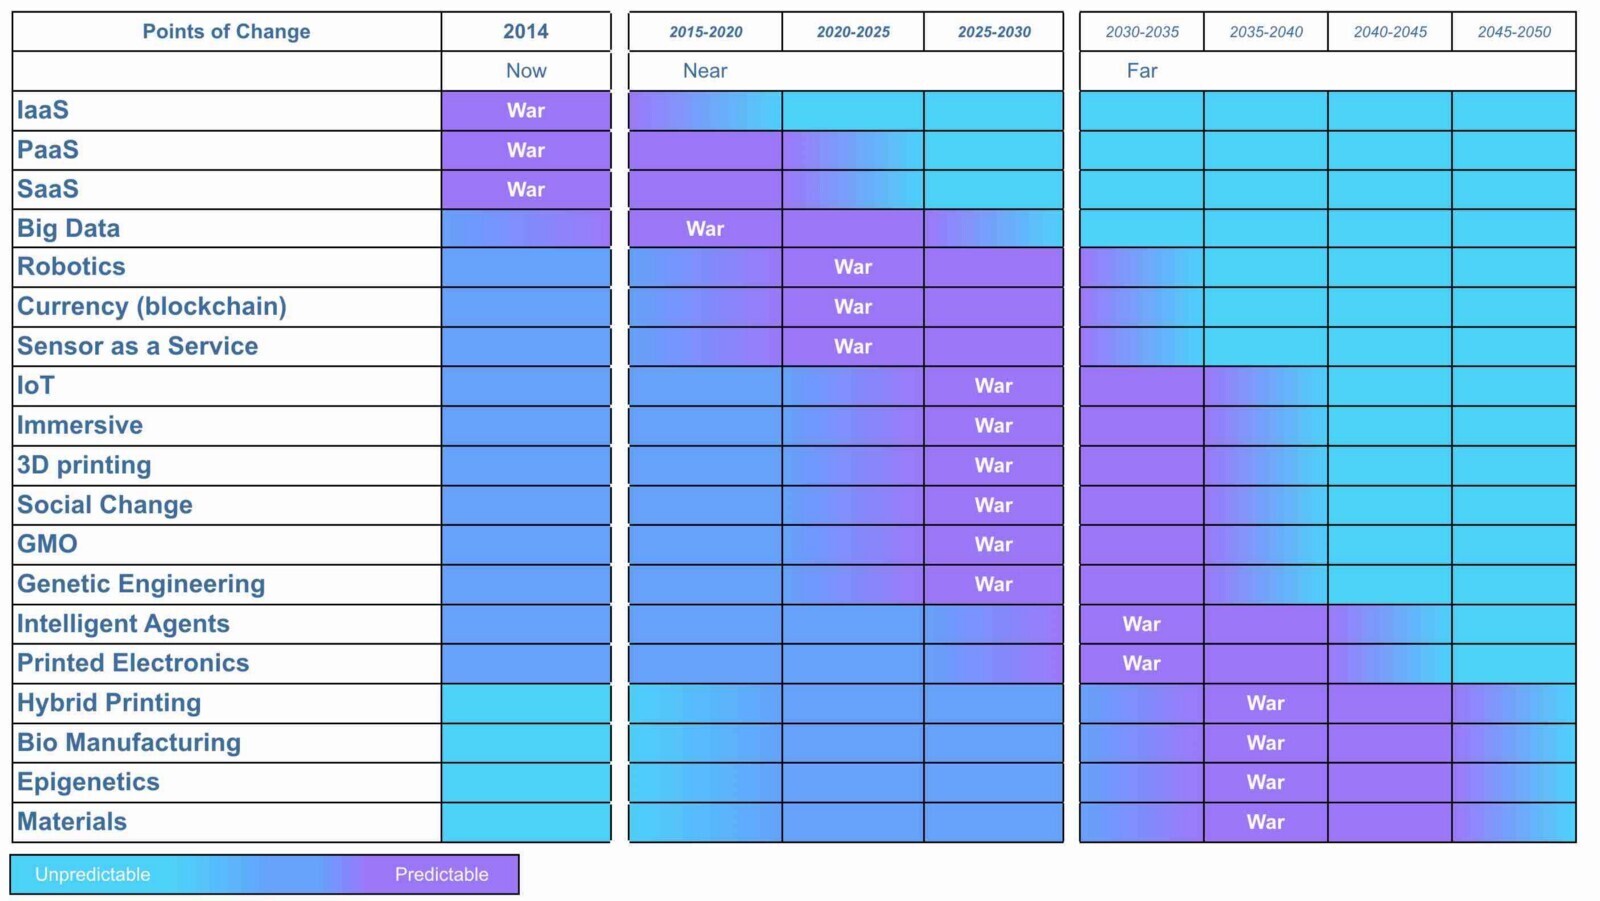 Points of Change 2014 2015-2020 2020-2025 2025-2030 2030-2035 2035-2040 2040-2045 2045-2050
Now Near Far
IaaS War
PaaS War
SaaS War
Big Data War
Robotics War
Currency (blockchain) War
Sensor as a Service War
IoT War
Immersive War
3D printing War
Social Change War
GMO War
Genetic Engineering War
Intelligent Agents War
Printed Electronics War
Hybrid Printing War
Bio Manufacturing War
Epigenetics War
Materials War
Unpredictable Predictable